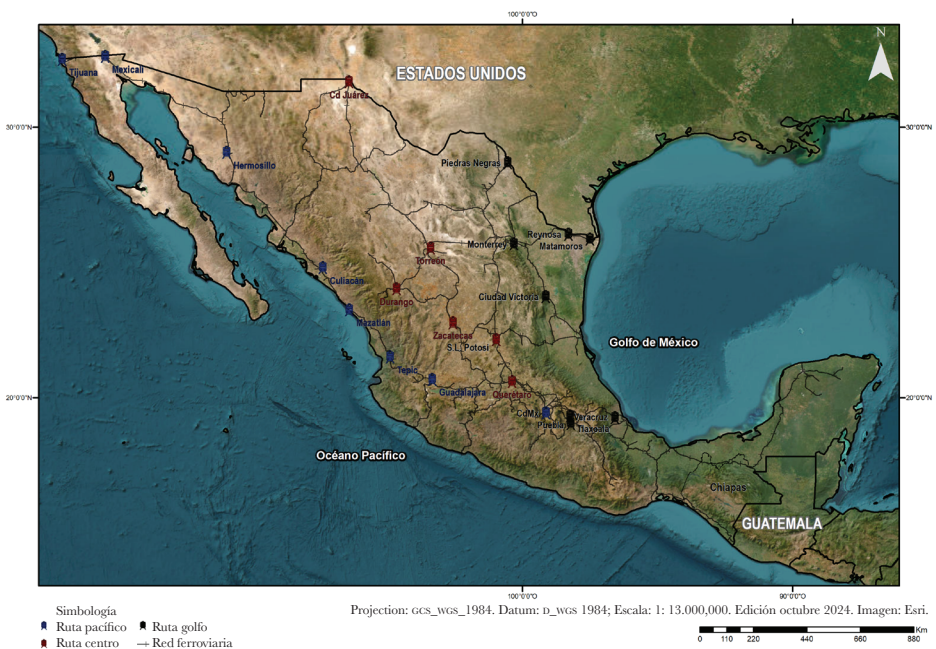 100°0'0"O
N
ESTADOS UNIDOS
Tijuana
Mexicali
Cd Juárez
30°0'0"N
30°0'0"N
Hermosillo
Piedras Negras
Reynosa
Monterrey
Matamoros
Torreón
Culiacán
Durango
Ciudad Victoria
Mazatlán
Zacatecas
S.L. Potosí
Golfo de México
Tepic
Guadalajara
Querétaro
20°0'0"N
20°0'0"N
CdMx
Veracruz
Puebla
Tlaxcala
Océano Pacífico
Chiapas
GUATEMALA
100°0'0"O
90°0'0"O
Simbología
Ruta pacífico
Ruta golfo
Ruta centro
Red ferroviaria
Projection: GCS_WGS_1984. Datum: D_WGS 1984; Escala: 1: 13.000,000. Edición octubre 2024. Imagen: Esri.
Km
0 110 220 440 660 880